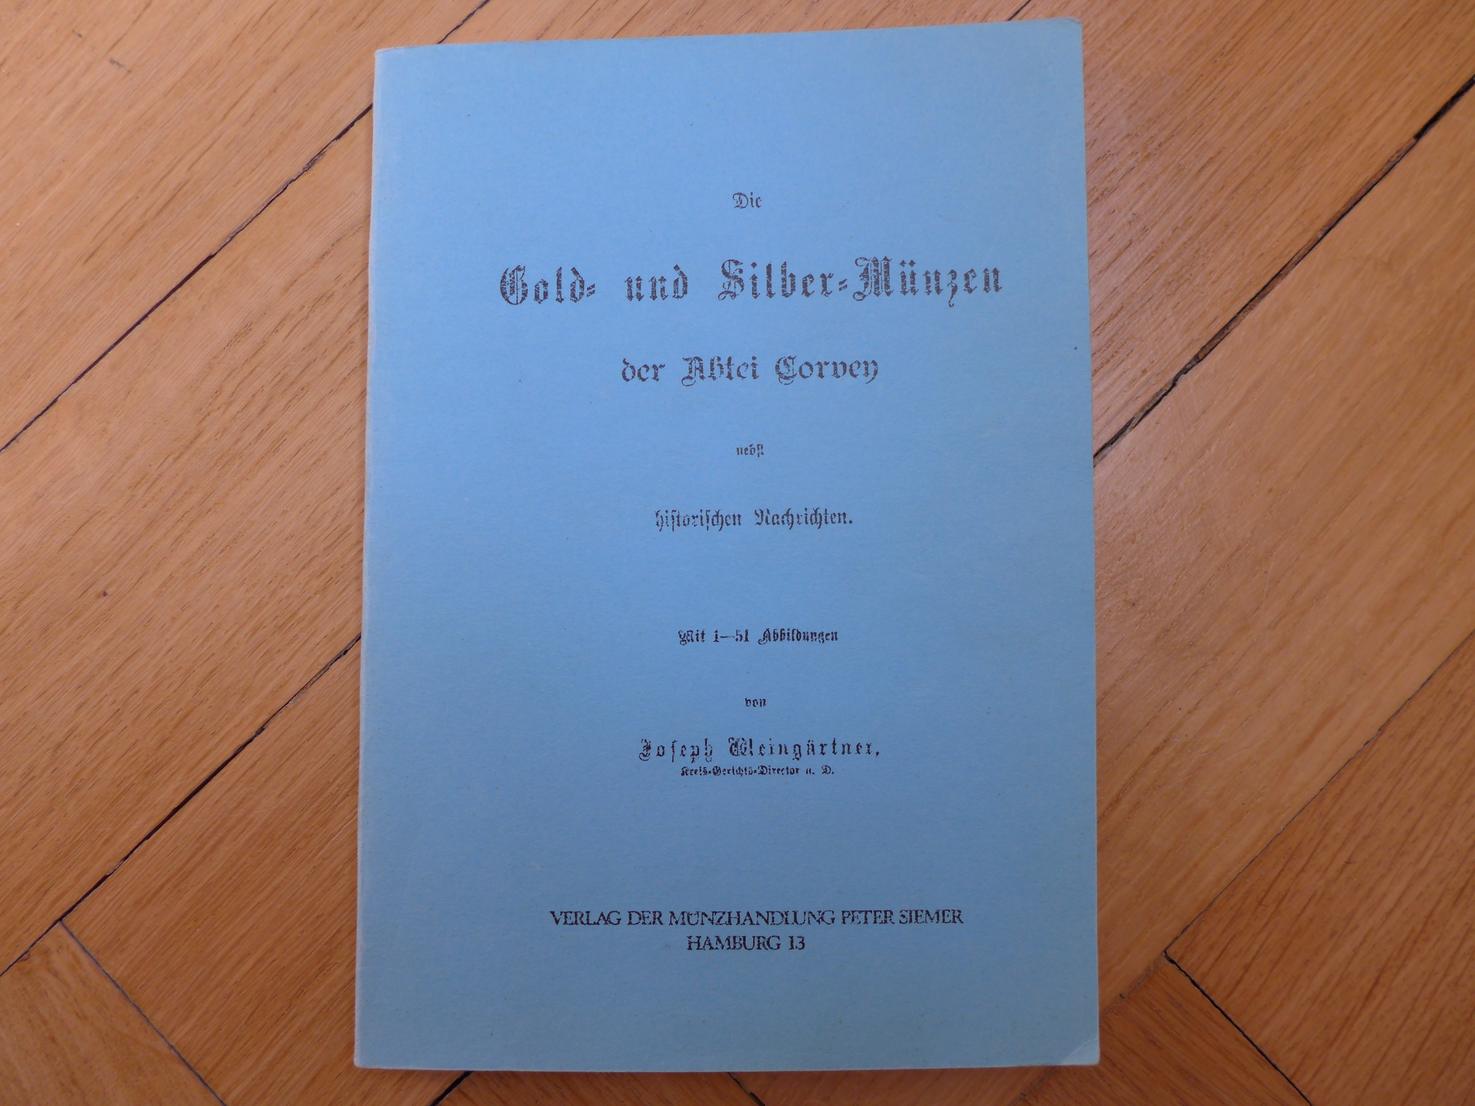 Die
Gold- und Silber-Münzen
der Abtei Corvey
nebst
historischen Nachrichten.
Mit 1—51 Abbildungen
von
Joseph Weingärtner,
Kreis-Gerichts-Director a. D.
VERLAG DER MÜNZHANDLUNG PETER SIEMER
HAMBURG 13